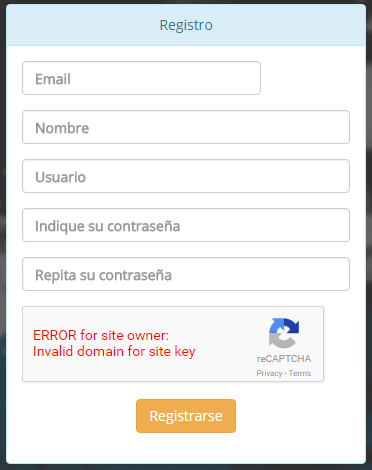 Registro
Email
Nombre
Usuario
Indique su contraseña
Repita su contraseña
ERROR for site owner:
Invalid domain for site key
reCAPTCHA
Privacy - Terms
Registrarse